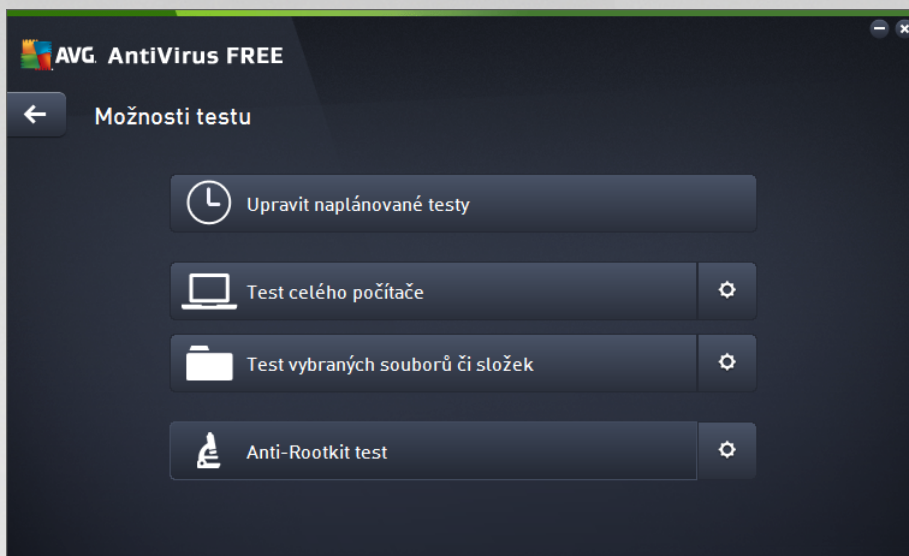 AVG. AntiVirus FREE
Možnosti testu
Upravit naplánované testy
Test celého počítače
Test vybraných souborů či složek
Anti-Rootkit test